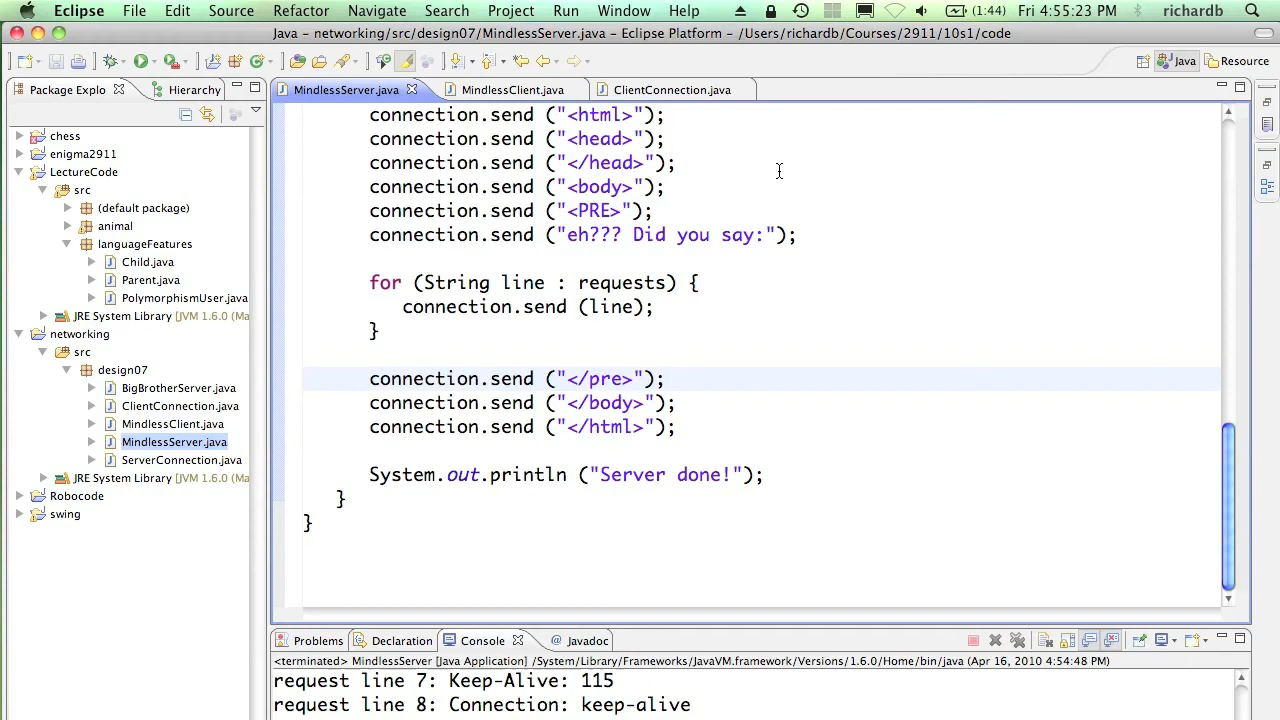 Eclipse File Edit Source Refactor Navigate Search Project Run Window Help (1:44) Fri 4:55:23 PM richardb
Java - networking/src/design07/MindlessServer.java - Eclipse Platform - /Users/richardb/Courses/2911/10s1/code
Java Resource
Package Explo Hierarchy
chess
enigma2911
LectureCode
src
(default package)
animal
languageFeatures
Child.java
Parent.java
PolymorphismUser.java
JRE System Library [JVM 1.6.0 (Ma
networking
src
design07
BigBrotherServer.java
ClientConnection.java
MindlessClient.java
MindlessServer.java
ServerConnection.java
JRE System Library [JVM 1.6.0 (Ma
Robocode
swing
MindlessServer.java MindlessClient.java ClientConnection.java
connection.send ("<html>");
connection.send ("<head>");
connection.send ("</head>");
connection.send ("<body>");
connection.send ("<PRE>");
connection.send ("eh??? Did you say:");
for (String line : requests) {
connection.send (line);
}
connection.send ("</pre>");
connection.send ("</body>");
connection.send ("</html>");
System.out.println ("Server done!");
}
}
Problems Declaration Console @ Javadoc
<terminated> MindlessServer [Java Application] /System/Library/Frameworks/JavaVM.framework/Versions/1.6.0/Home/bin/java (Apr 16, 2010 4:54:48 PM)
request line 7: Keep-Alive: 115
request line 8: Connection: keep-alive